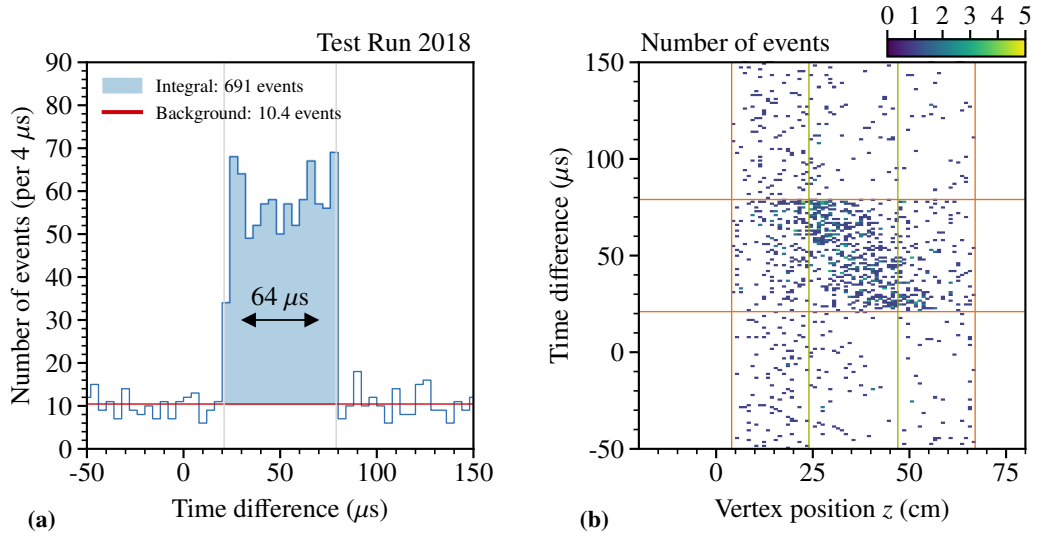 Test Run 2018
90
80
70
60
50
40
30
20
10
0
-50
0
50
100
150
Number of events (per 4 μs)
Time difference (μs)
Integral: 691 events
Background: 10.4 events
64 μs
(a)
Number of events
0
1
2
3
4
5
150
100
50
0
-50
0
25
50
75
Time difference (μs)
Vertex position z (cm)
(b)